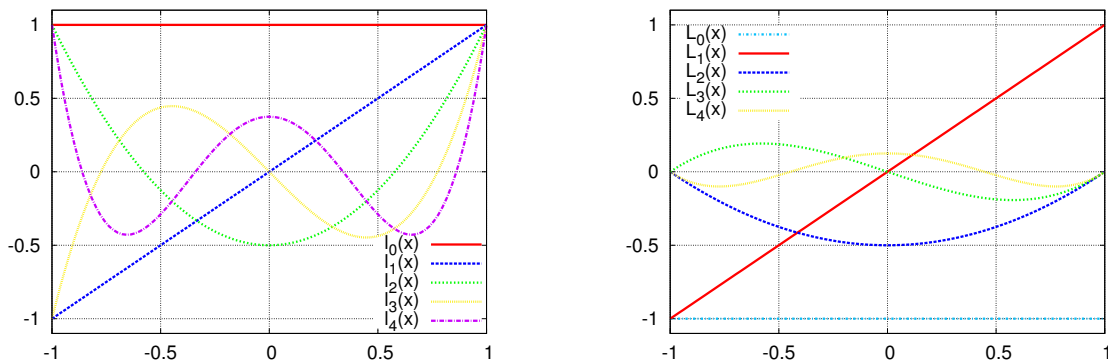 1
0.5
0
-0.5
-1
-1 -0.5 0 0.5 1
l0(x)
l1(x)
l2(x)
l3(x)
l4(x)
1
0.5
0
-0.5
-1
-1 -0.5 0 0.5 1
L0(x)
L1(x)
L2(x)
L3(x)
L4(x)